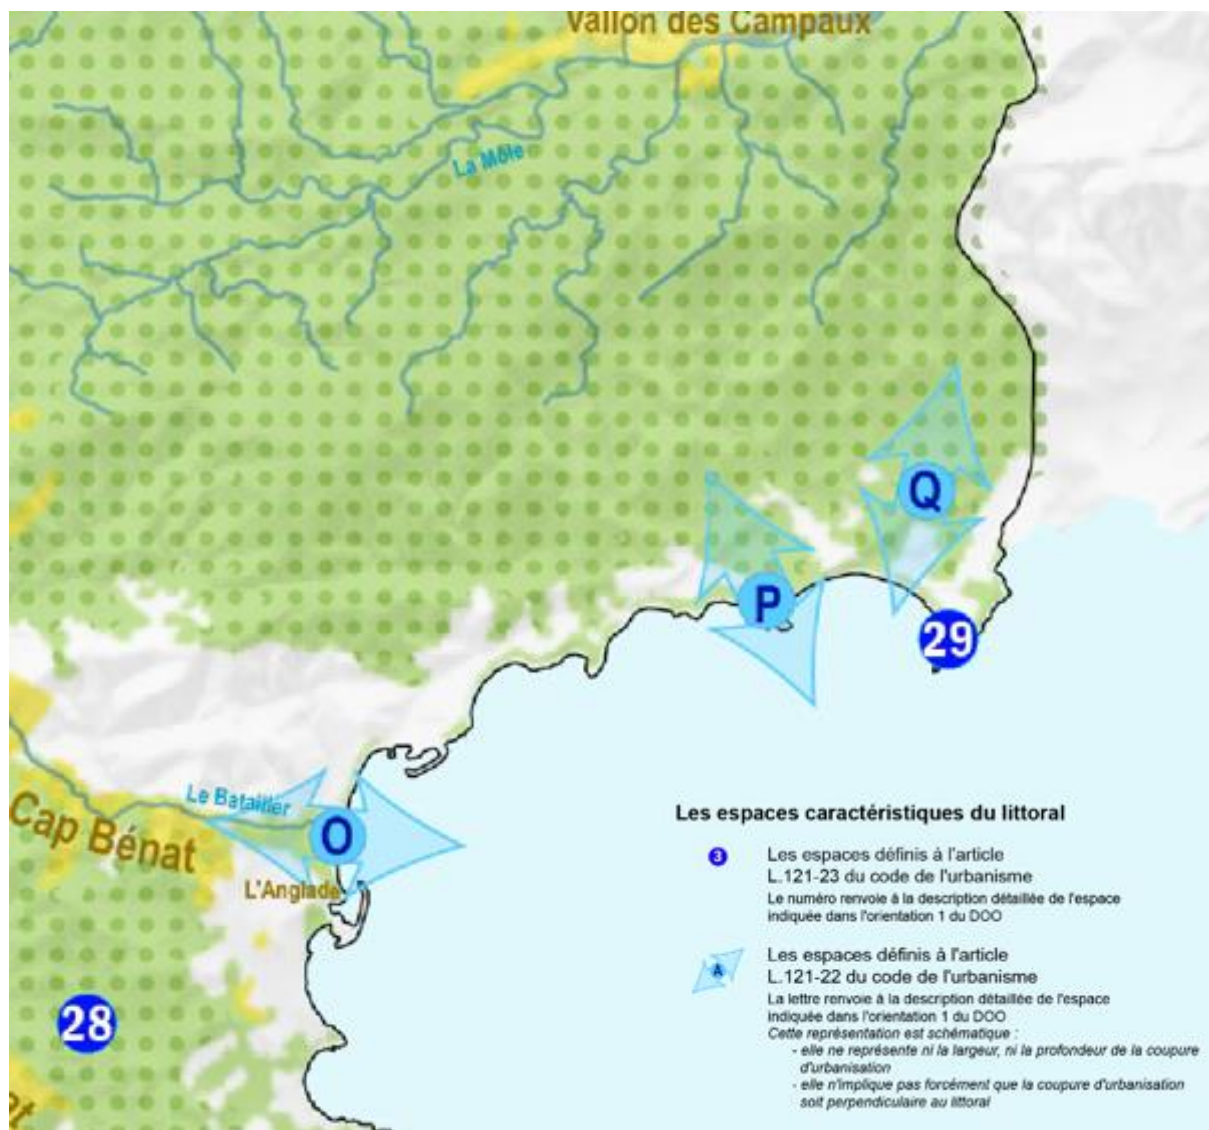 Vallon des Campaux
La Môle
Q
P
29
Le Batailler
O
Cap Bénat
L'Anglade
28
Les espaces caractéristiques du littoral
3
Les espaces définis à l'article
L.121-23 du code de l'urbanisme
Le numéro renvoie à la description détaillée de l'espace
indiquée dans l'orientation 1 du DOO
A
Les espaces définis à l'article
L.121-22 du code de l'urbanisme
La lettre renvoie à la description détaillée de l'espace
indiquée dans l'orientation 1 du DOO
Cette représentation est schématique :
- elle ne représente ni la largeur, ni la profondeur de la coupure
d'urbanisation
- elle n'implique pas forcément que la coupure d'urbanisation
soit perpendiculaire au littoral